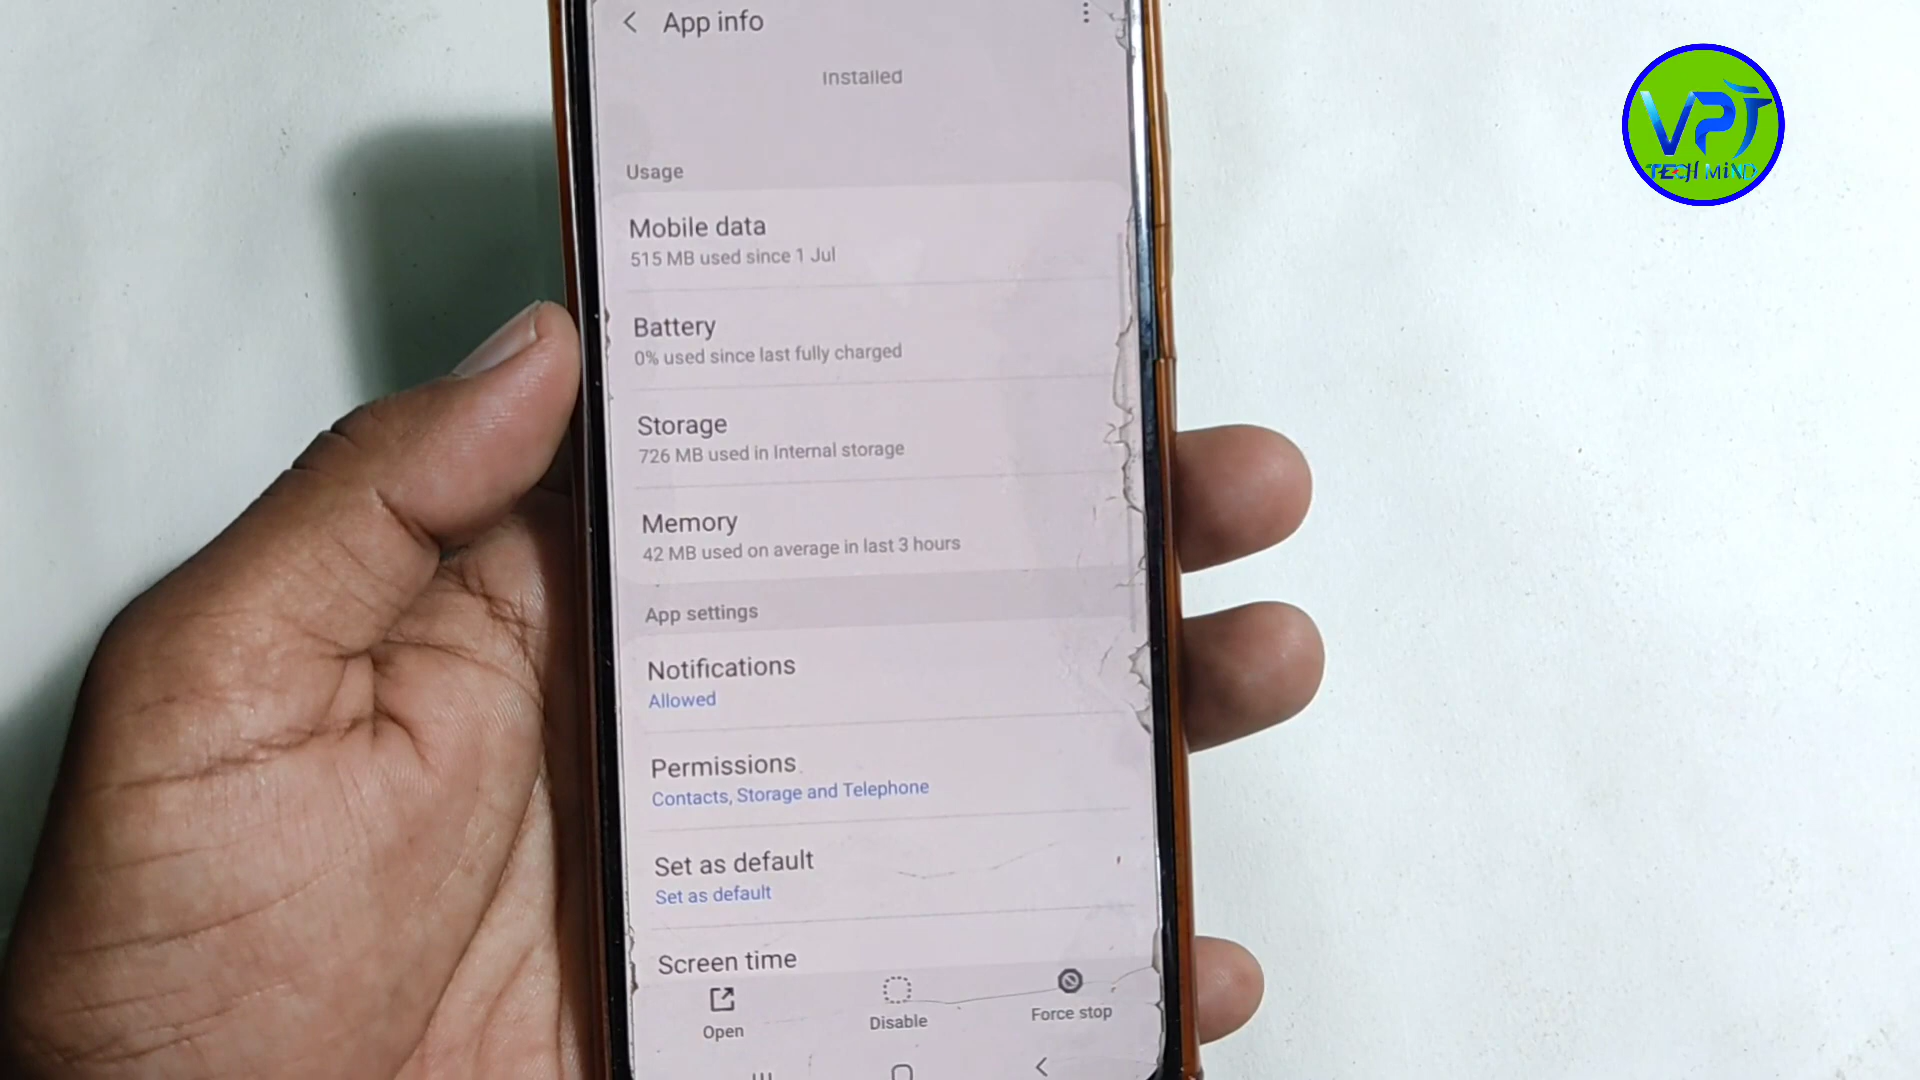 App info
Installed
Usage
Mobile data
515 MB used since 1 Jul
Battery
0% used since last fully charged
Storage
726 MB used in Internal storage
Memory
42 MB used on average in last 3 hours
App settings
Notifications
Allowed
Permissions
Contacts, Storage and Telephone
Set as default
Set as default
Screen time
Open
Disable
Force stop
VPT
TECH MiND